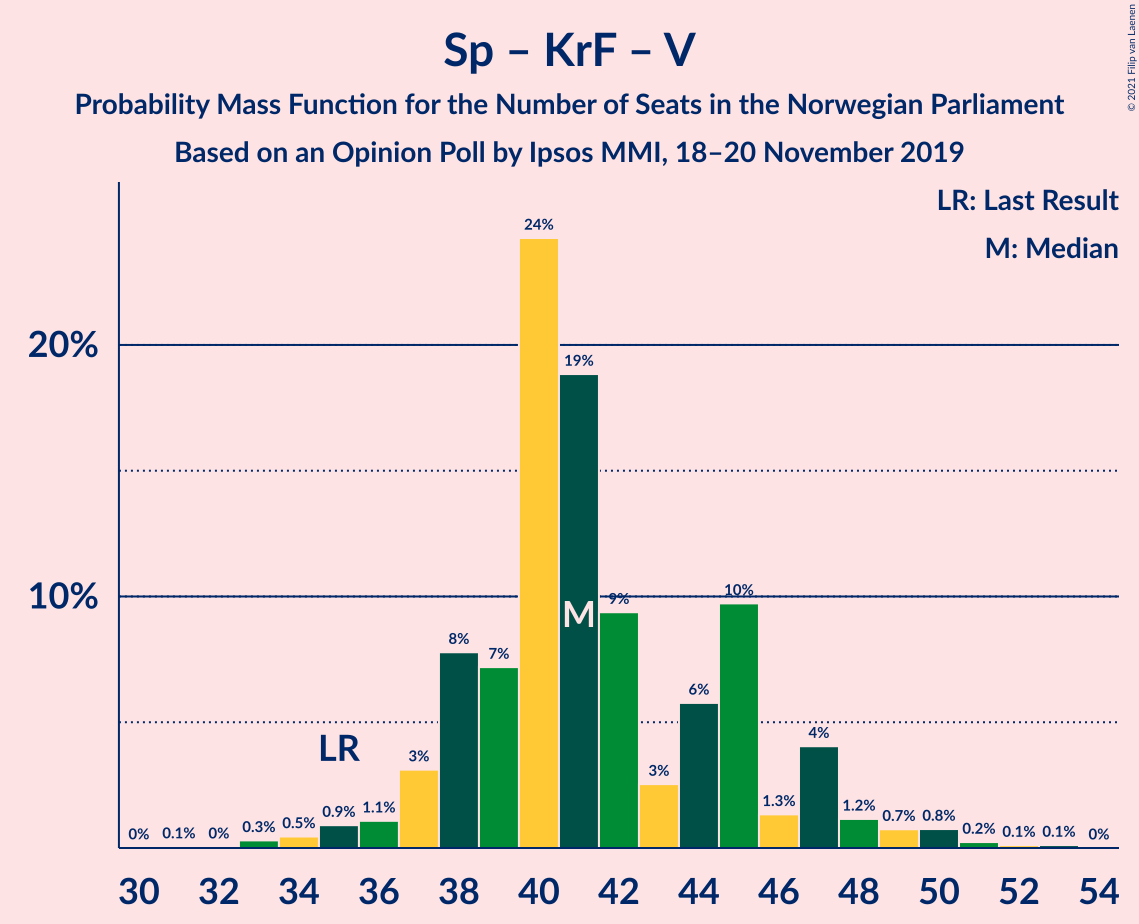 Sp – KrF – V
Probability Mass Function for the Number of Seats in the Norwegian Parliament
Based on an Opinion Poll by Ipsos MMI, 18–20 November 2019
© 2021 Filip van Laenen
LR: Last Result
M: Median
20%
10%
0% 0.1% 0% 0.3% 0.5% 0.9% 1.1% 3% 8% 7% 24% 19% 9% 3% 6% 10% 1.3% 4% 1.2% 0.7% 0.8% 0.2% 0.1% 0.1% 0%
LR
M
30 32 34 36 38 40 42 44 46 48 50 52 54